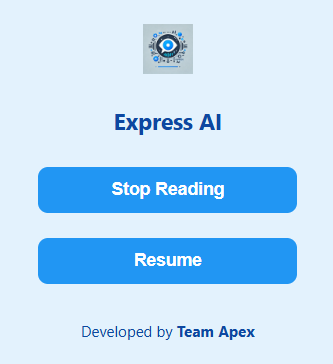 Express AI
Stop Reading
Resume
Developed by Team Apex